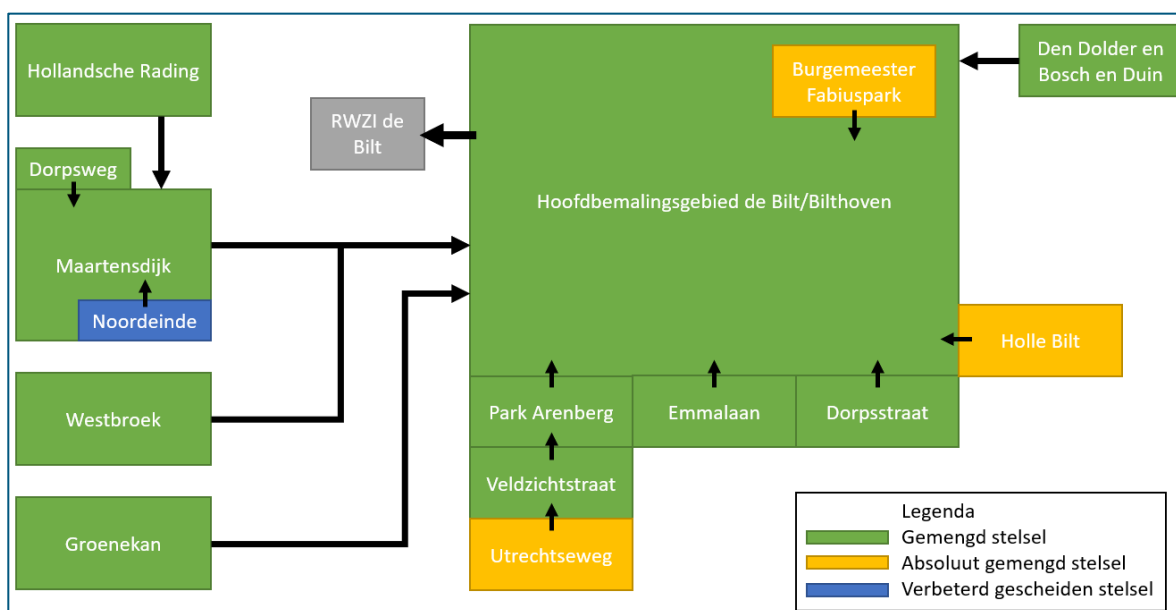 Hollandsche Rading
Dorpsweg
Maartensdijk
Noordeinde
Westbroek
Groenekan
RWZI de
Bilt
Burgemeester
Fabiuspark
Hoofdbemalingsgebied de Bilt/Bilthoven
Den Dolder en
Bosch en Duin
Holle Bilt
Park Arenberg
Emmalaan
Dorpsstraat
Veldzichtstraat
Utrechtseweg
Legenda
Gemengd stelsel
Absoluut gemengd stelsel
Verbeterd gescheiden stelsel